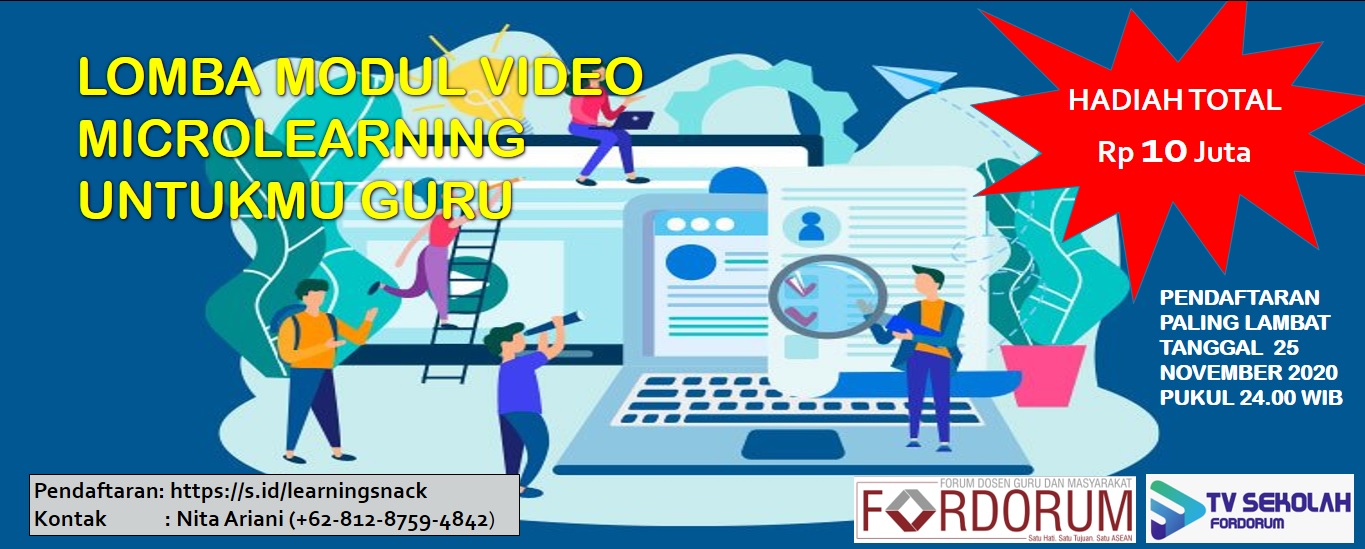 LOMBA MODUL VIDEO
MICROLEARNING
UNTUKMU GURU
HADIAH TOTAL
Rp 10 Juta
PENDAFTARAN
PALING LAMBAT
TANGGAL 25
NOVEMBER 2020
PUKUL 24.00 WIB
Pendaftaran: https://s.id/learningsnack
Kontak : Nita Ariani (+62-812-8759-4842)
FORUM DOSEN GURU DAN MASYARAKAT
FORDORUM
Satu Hati. Satu Tujuan. Satu ASEAN
TV SEKOLAH
FORDORUM